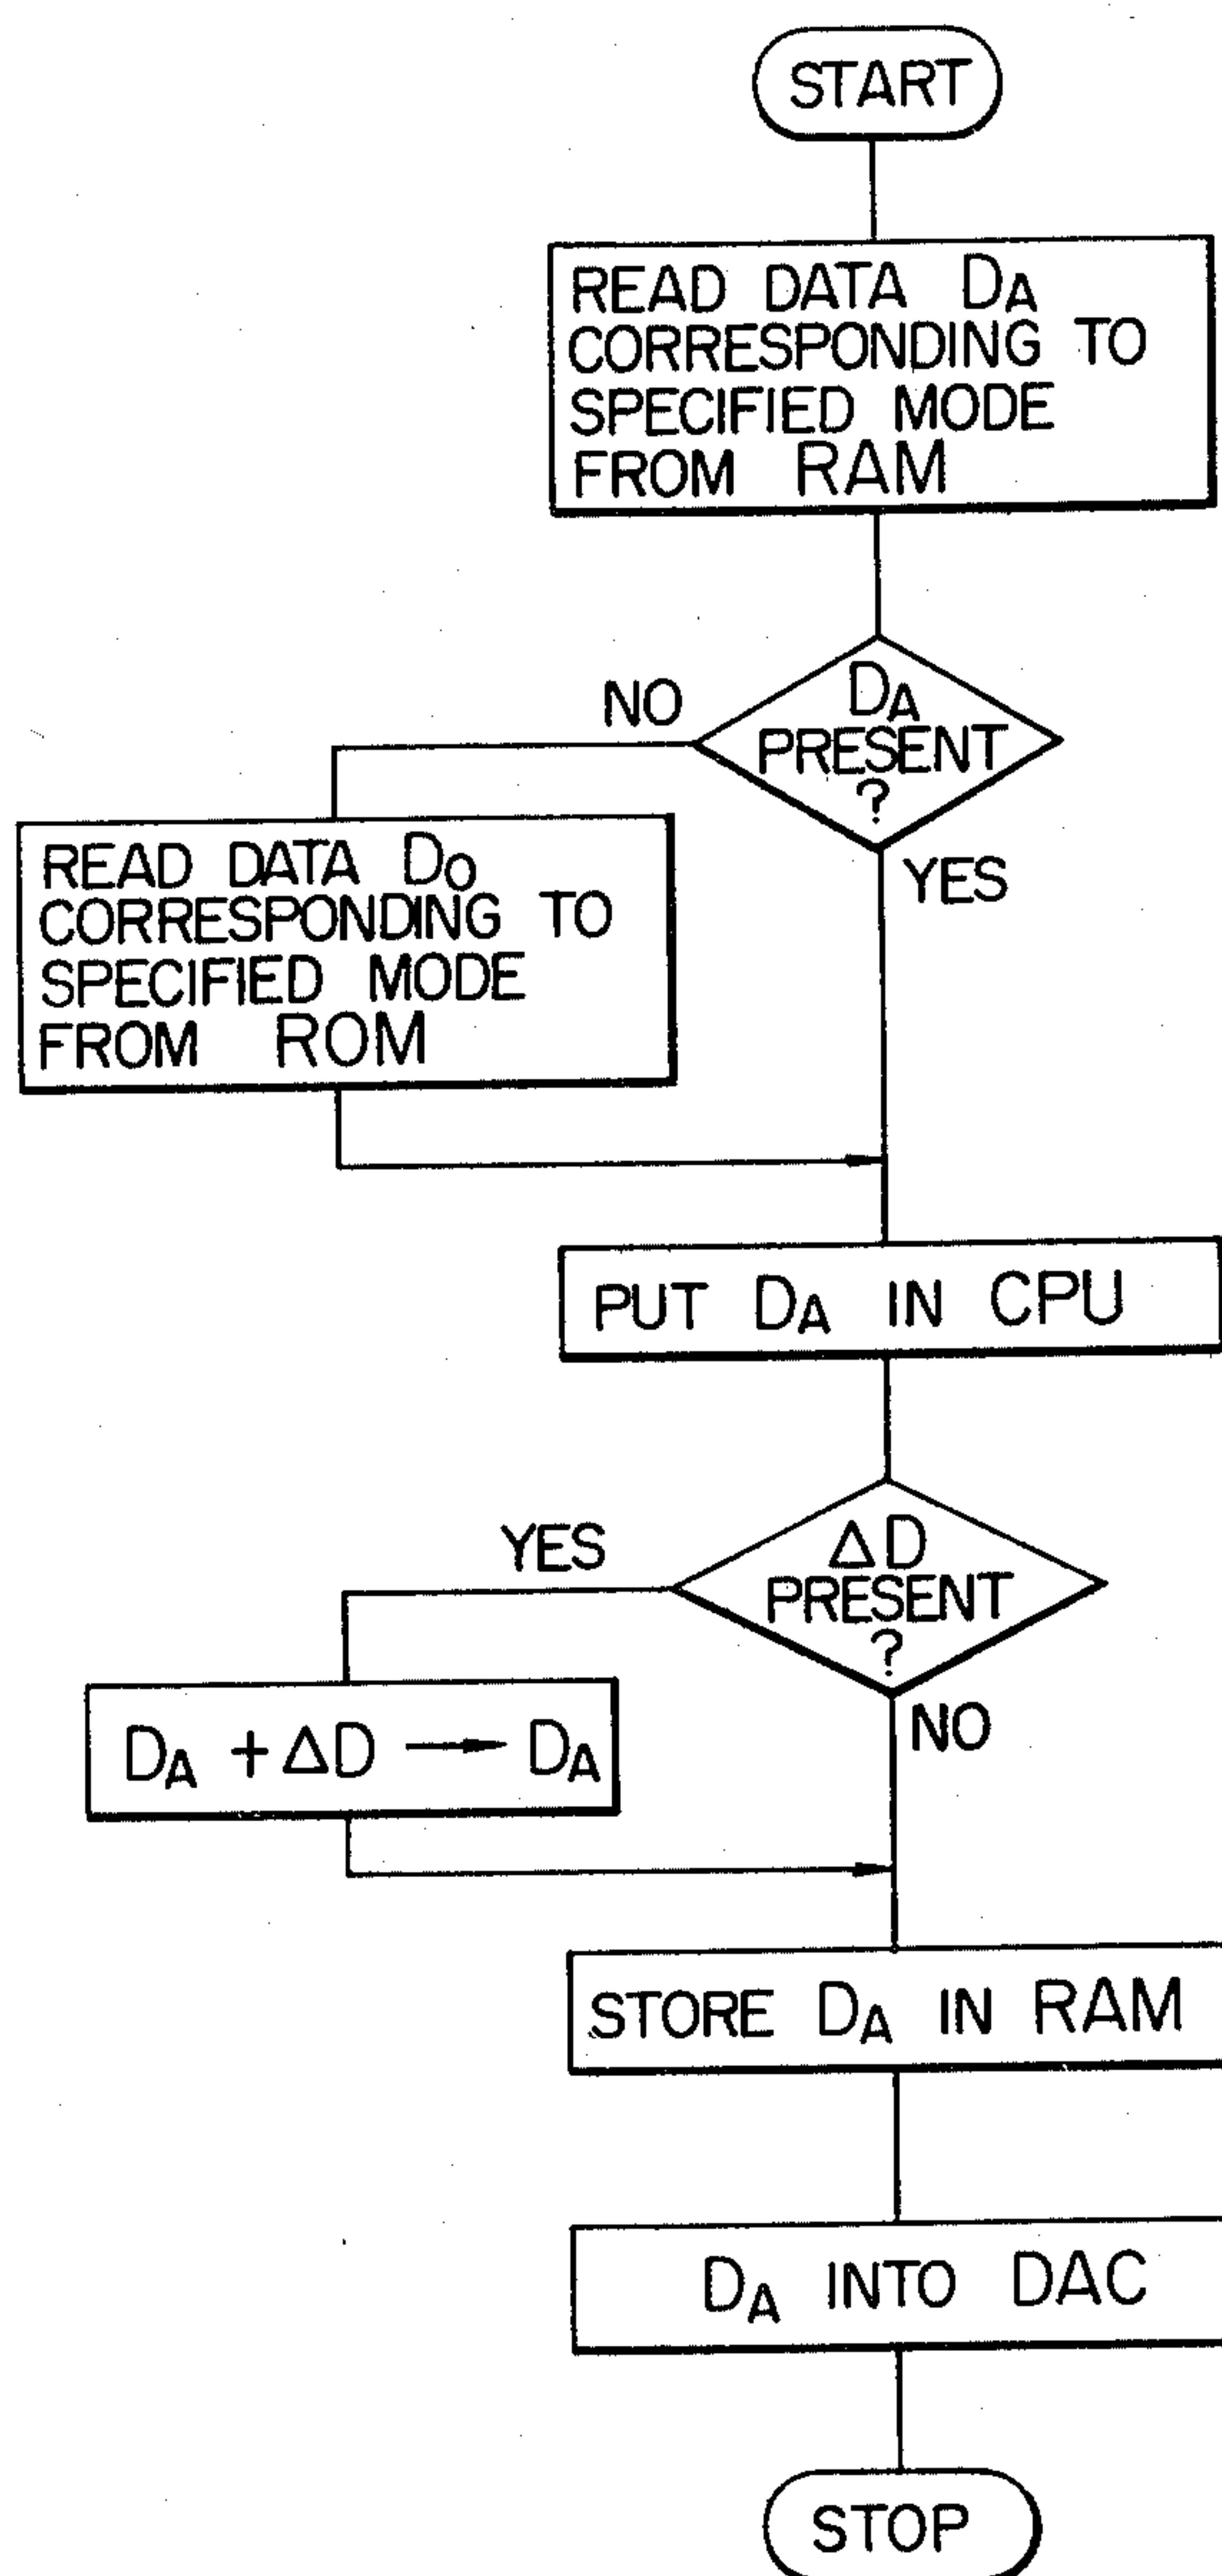 START
READ DATA DA
CORRESPONDING TO
SPECIFIED MODE
FROM RAM
DA
PRESENT
?
NO
YES
READ DATA DO
CORRESPONDING TO
SPECIFIED MODE
FROM ROM
PUT DA IN CPU
ΔD
PRESENT
?
YES
NO
DA + ΔD → DA
STORE DA IN RAM
DA INTO DAC
STOP